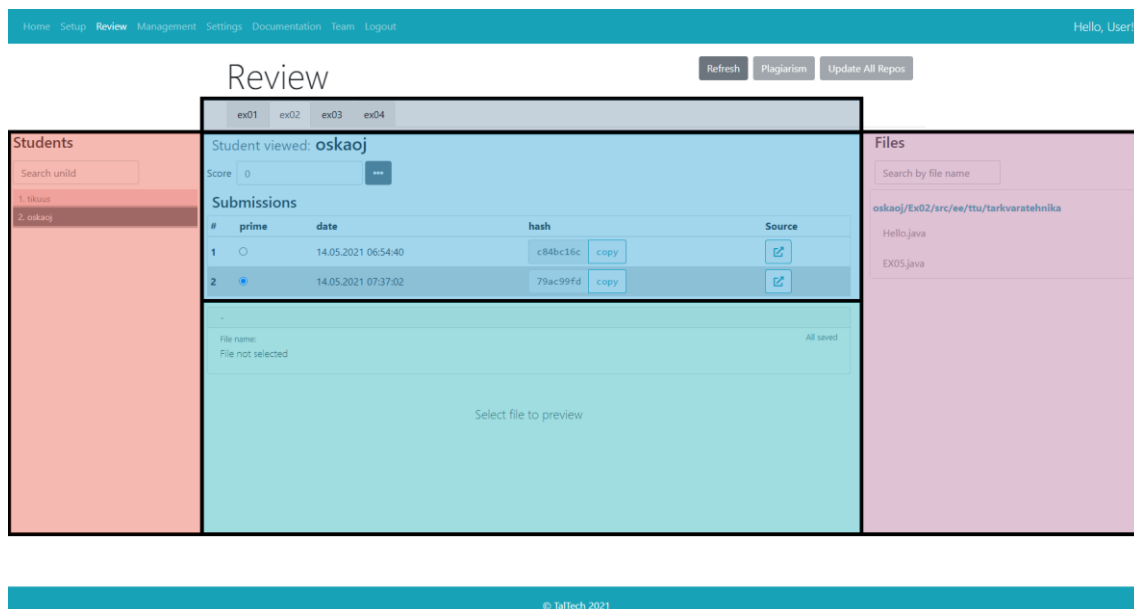 Home Setup Review Management Settings Documentation Team Logout Hello, User!
Review
Refresh Plagiarism Update All Repos
ex01 ex02 ex03 ex04
Students
Search uniId
1. tikuus
2. oskaoj
Student viewed: oskaoj
Score 0
Submissions
# prime date hash Source
1 14.05.2021 06:54:40 c84bc16c copy
2 14.05.2021 07:37:02 79ac99fd copy
-
File name: All saved
File not selected
Select file to preview
Files
Search by file name
oskaoj/Ex02/src/ee/ttu/tarkvaratehnika
Hello.java
EX05.java
© TalTech 2021